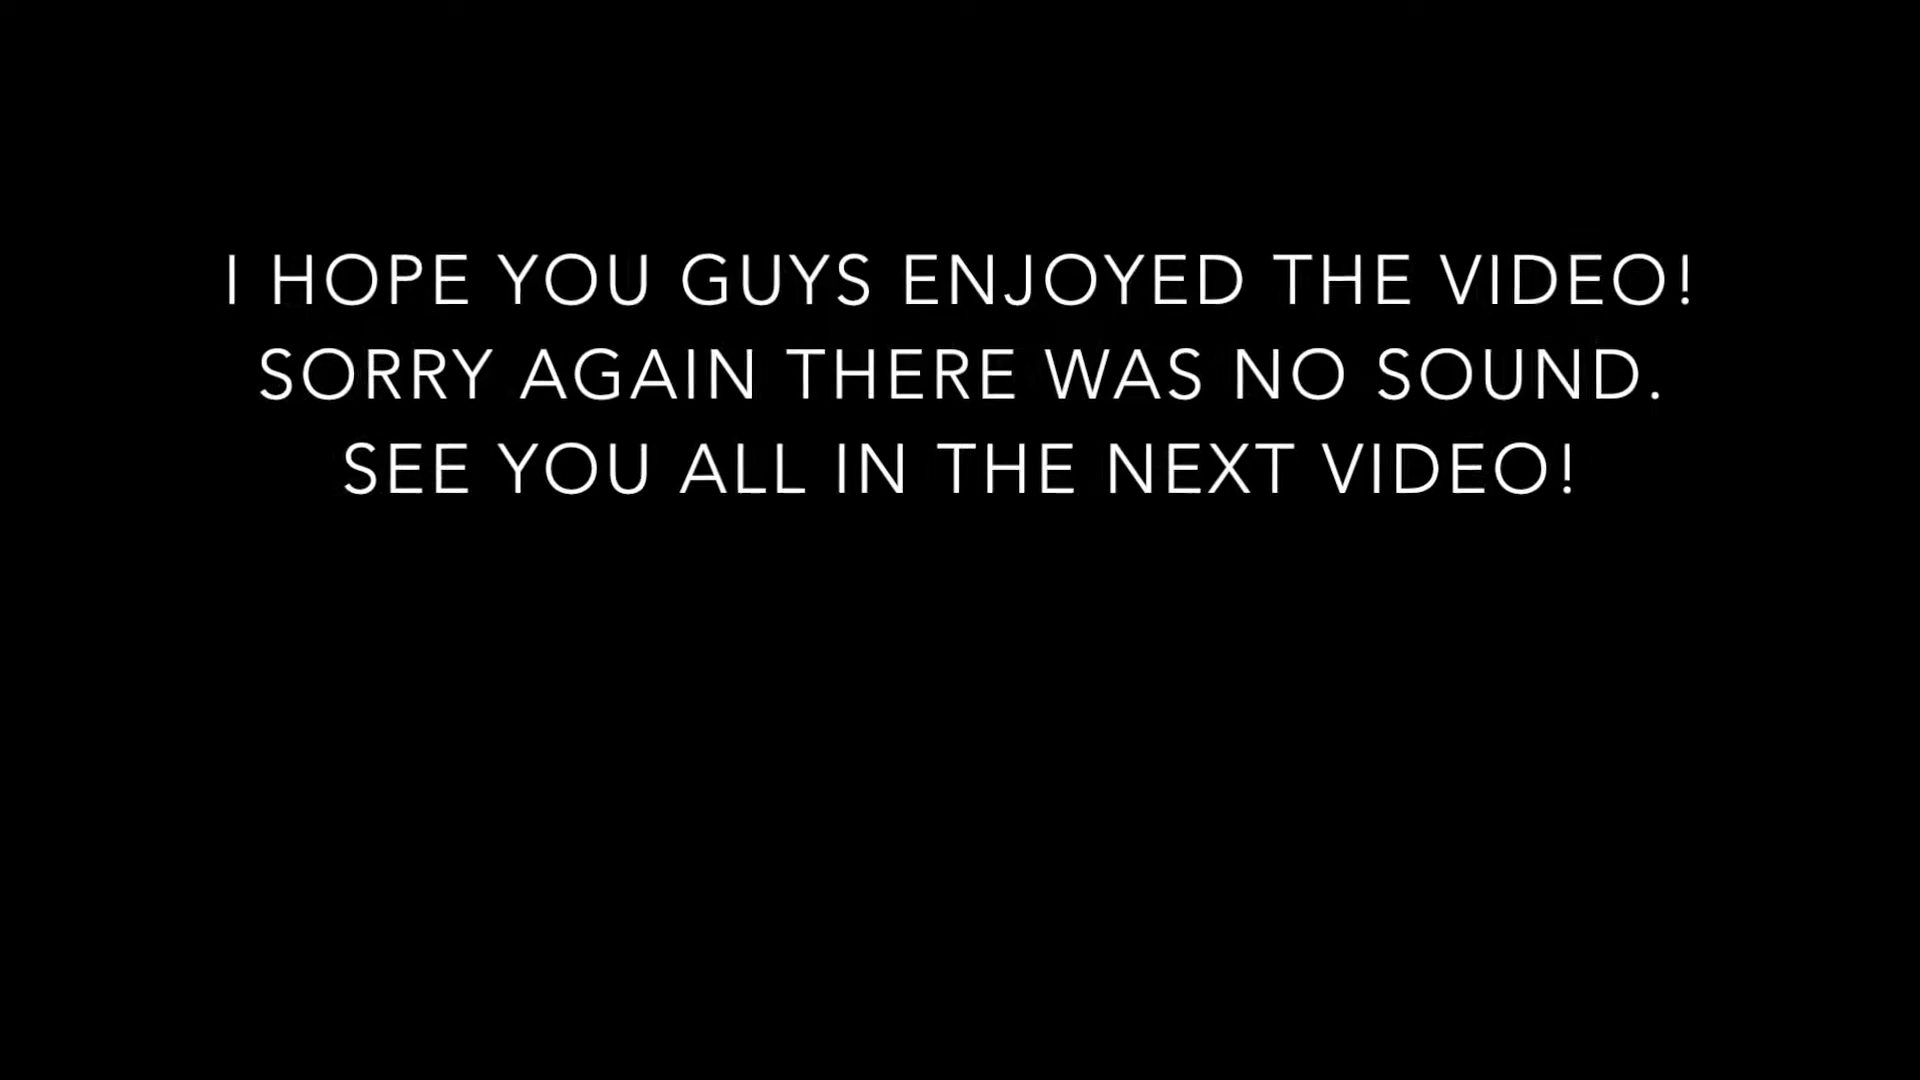 I HOPE YOU GUYS ENJOYED THE VIDEO!
SORRY AGAIN THERE WAS NO SOUND.
SEE YOU ALL IN THE NEXT VIDEO!